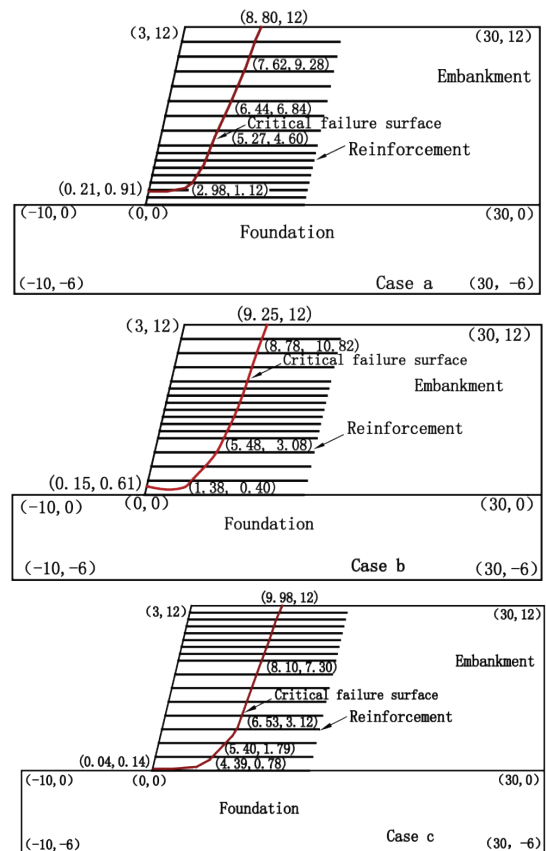 (8.80, 12)
(3, 12)
(30, 12)
(7.62, 9.28)
Embankment
(6.44, 6.84)
Critical failure surface
(5.27, 4.60)
Reinforcement
(0.21, 0.91)
(2.98, 1.12)
(-10, 0)
(0, 0)
(30, 0)
Foundation
(-10, -6)
Case a
(30, -6)
(9.25, 12)
(3, 12)
(30, 12)
(8.78, 10.82)
Critical failure surface
Embankment
Reinforcement
(5.48, 3.08)
(0.15, 0.61)
(1.38, 0.40)
(-10, 0)
(0, 0)
(30, 0)
Foundation
(-10, -6)
Case b
(30, -6)
(9.98, 12)
(3, 12)
(30, 12)
(8.10, 7.30)
Embankment
Critical failure surface
(6.53, 3.12)
Reinforcement
(5.40, 1.79)
(0.04, 0.14)
(4.39, 0.78)
(-10, 0)
(0, 0)
(30, 0)
Foundation
(-10, -6)
Case c
(30, -6)